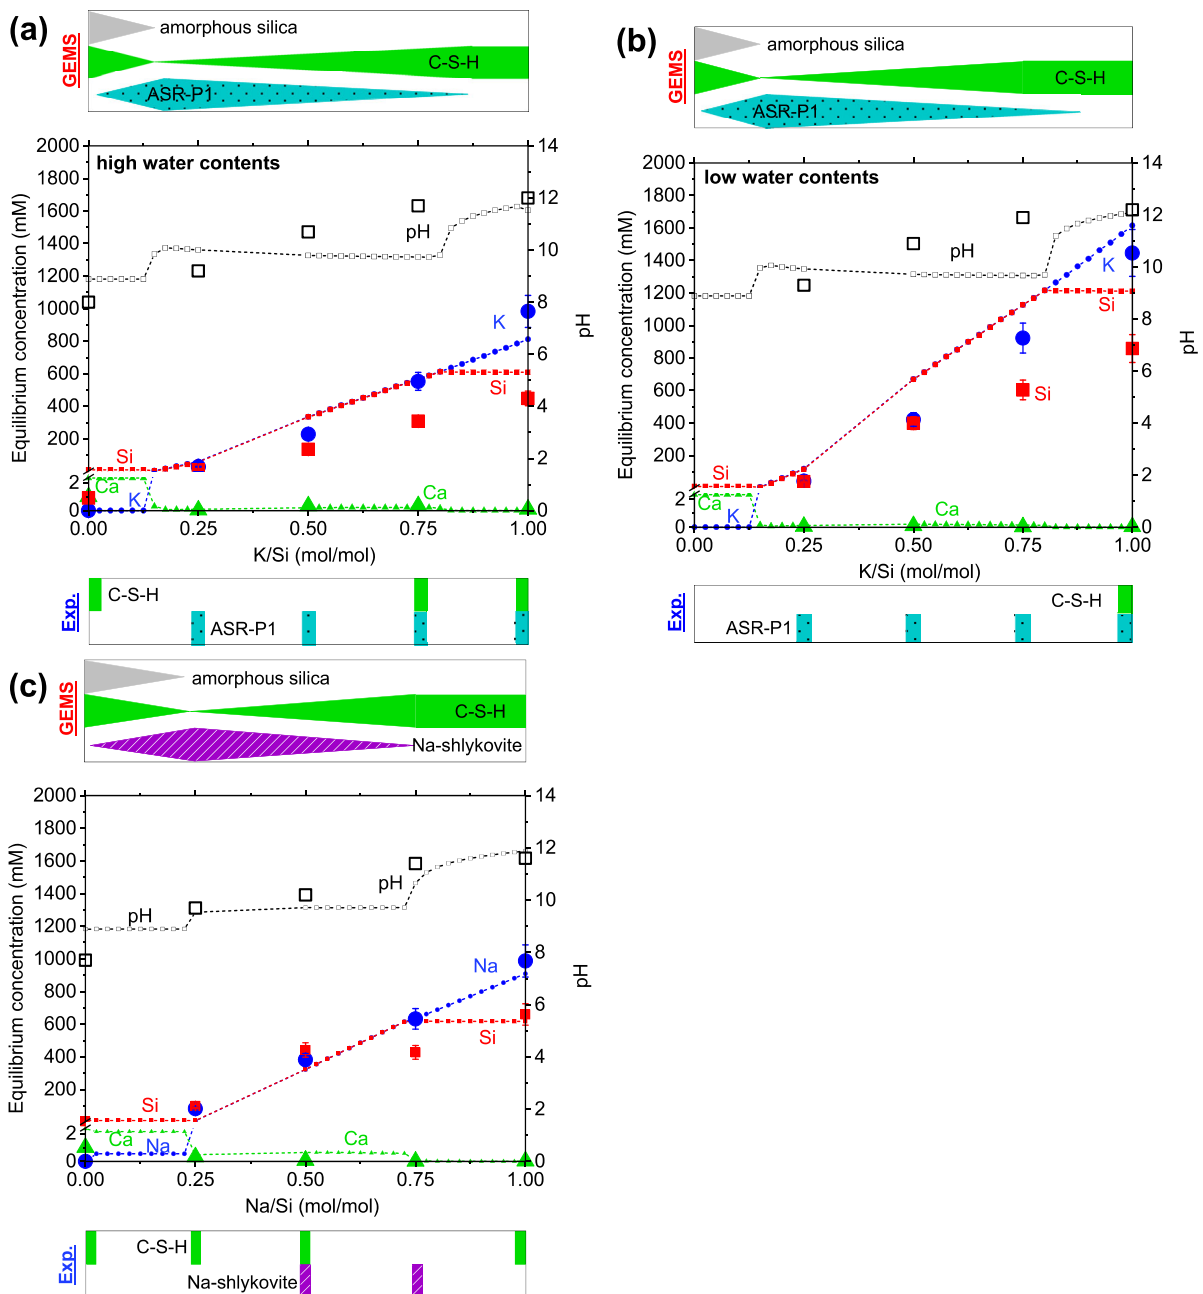 (a)
GEMS
amorphous silica
C-S-H
ASR-P1
high water contents
2000
1800
1600
1400
1200
1000
800
600
400
200
2
0
Equilibrium concentration (mM)
14
12
10
8
6
4
2
0
pH
pH
K
Si
Si
Ca
K
Ca
0.00 0.25 0.50 0.75 1.00
K/Si (mol/mol)
Exp.
C-S-H
ASR-P1
(b)
GEMS
amorphous silica
C-S-H
ASR-P1
low water contents
2000
1800
1600
1400
1200
1000
800
600
400
200
2
0
Equilibrium concentration (mM)
14
12
10
8
6
4
2
0
pH
pH
K
Si
Si
Si
Ca
K
Ca
0.00 0.25 0.50 0.75 1.00
K/Si (mol/mol)
Exp.
C-S-H
ASR-P1
(c)
GEMS
amorphous silica
C-S-H
Na-shlykovite
2000
1800
1600
1400
1200
1000
800
600
400
200
2
0
Equilibrium concentration (mM)
14
12
10
8
6
4
2
0
pH
pH
pH
Na
Si
Si
Ca
Na
Ca
0.00 0.25 0.50 0.75 1.00
Na/Si (mol/mol)
Exp.
C-S-H
Na-shlykovite